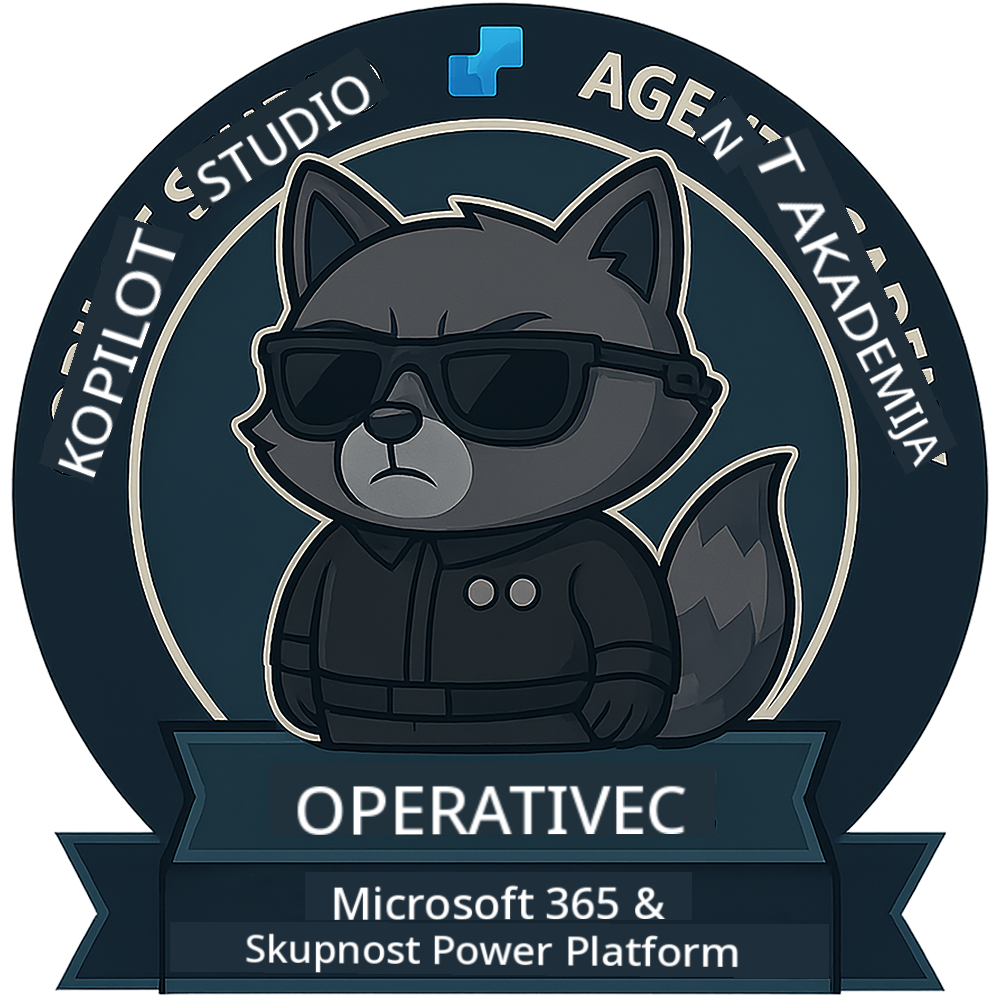 KOPILOT STUDIO
AGENT AKADEMIJA
OPERATIVEC
Microsoft 365 &
Skupnost Power Platform